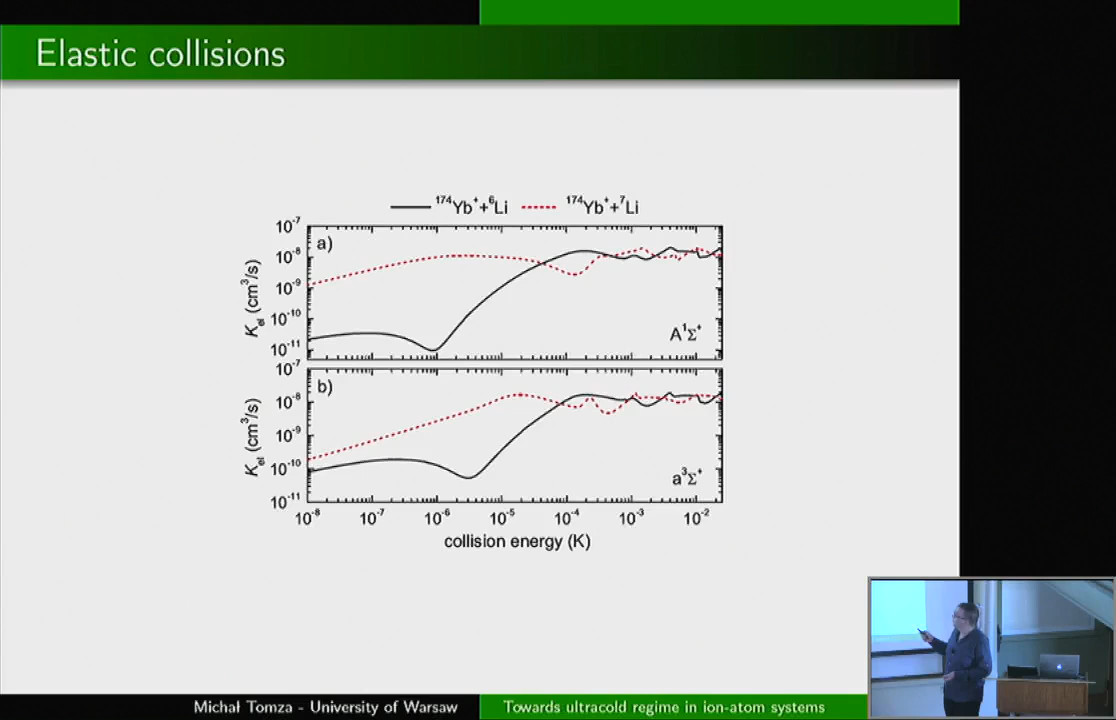 Elastic collisions
¹⁷⁴Yb⁺+⁶Li ¹⁷⁴Yb⁺+⁷Li
10⁻⁷
a)
10⁻⁸
10⁻⁹
10⁻¹⁰
10⁻¹¹
K_el (cm³/s)
A¹Σ⁺
10⁻⁷
b)
10⁻⁸
10⁻⁹
10⁻¹⁰
10⁻¹¹
K_el (cm³/s)
a³Σ⁺
10⁻⁸ 10⁻⁷ 10⁻⁶ 10⁻⁵ 10⁻⁴ 10⁻³ 10⁻²
collision energy (K)
Michał Tomza - University of Warsaw Towards ultracold regime in ion-atom systems